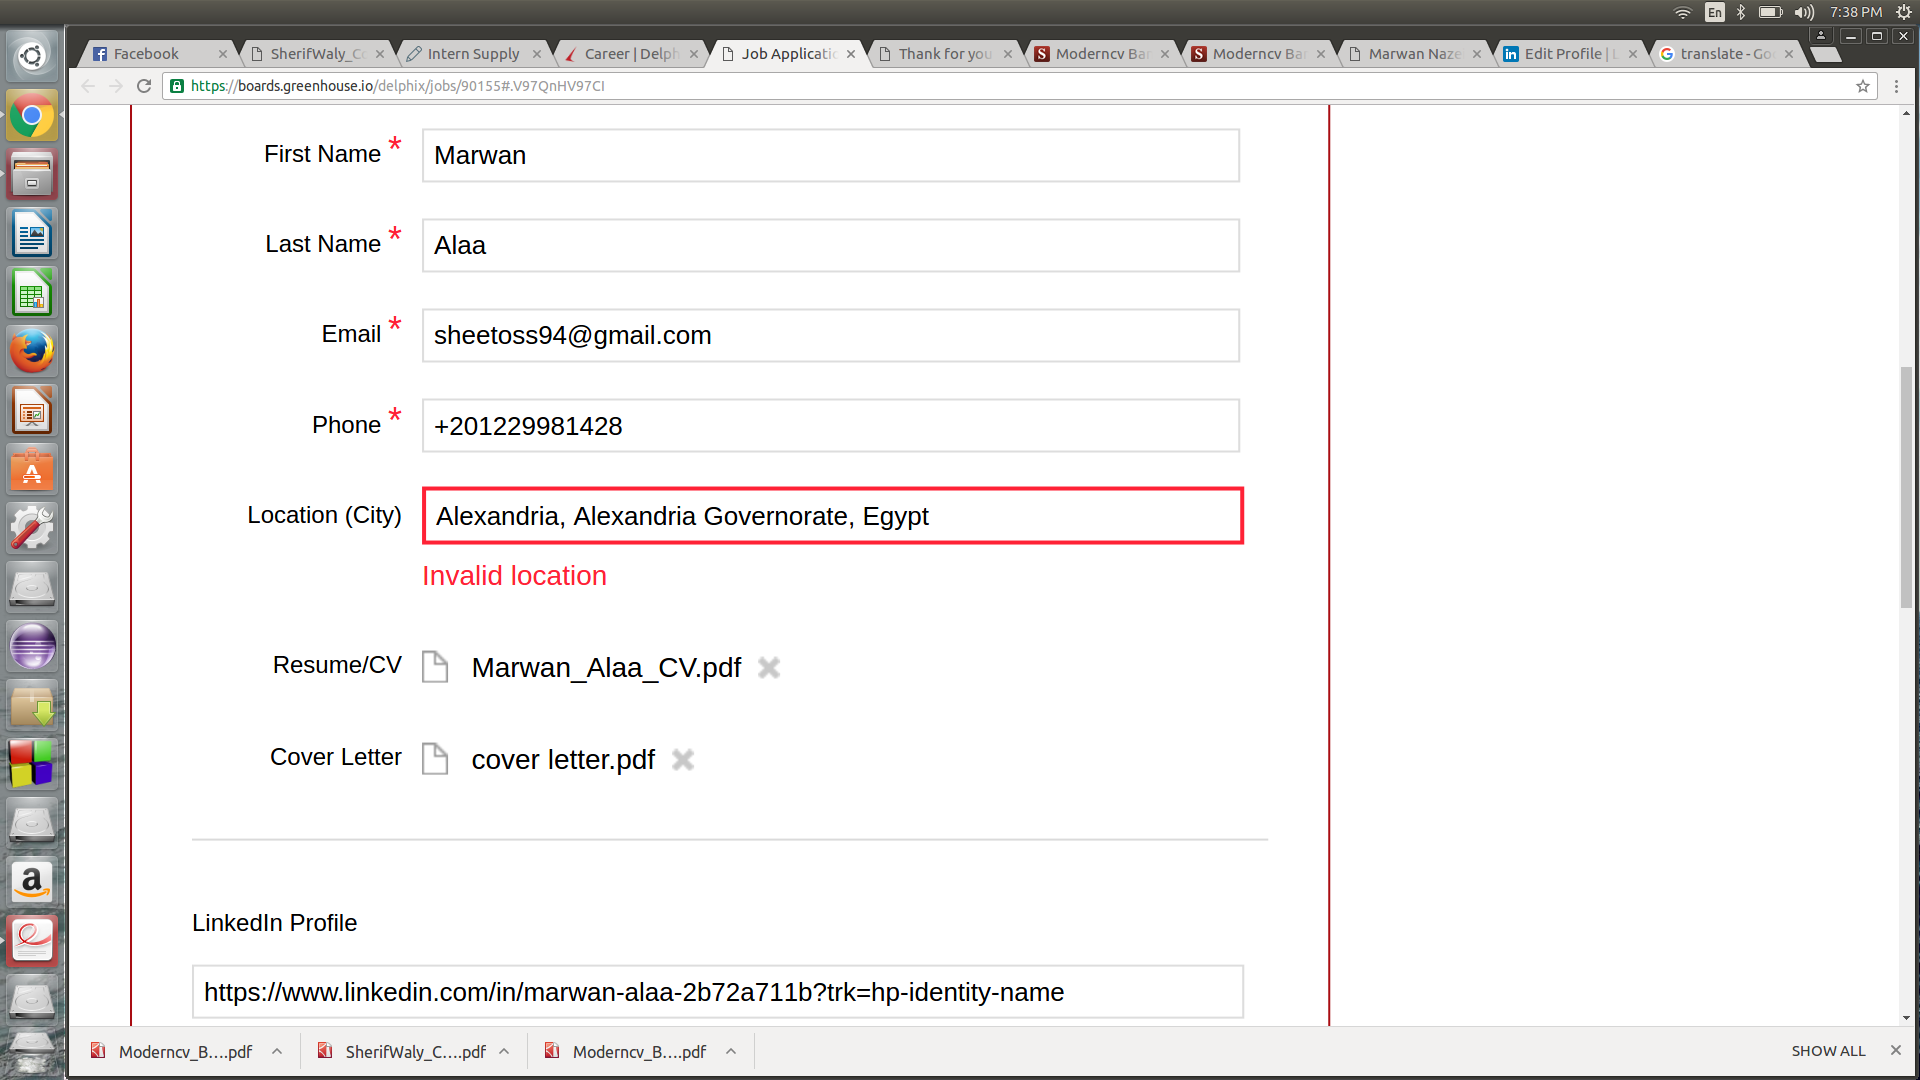 En
7:38 PM
Facebook
SherifWaly_Co
Intern Supply
Career | Delph
Job Applicatio
Thank for you
Moderncv Ba
Moderncv Ba
Marwan Naze
Edit Profile | L
translate - Go
https://boards.greenhouse.io/delphix/jobs/90155#.V97QnHV97CI
First Name *
Marwan
Last Name *
Alaa
Email *
sheetoss94@gmail.com
Phone *
+201229981428
Location (City)
Alexandria, Alexandria Governorate, Egypt
Invalid location
Resume/CV
Marwan_Alaa_CV.pdf
Cover Letter
cover letter.pdf
LinkedIn Profile
https://www.linkedin.com/in/marwan-alaa-2b72a711b?trk=hp-identity-name
Moderncv_B....pdf
SherifWaly_C....pdf
Moderncv_B....pdf
SHOW ALL